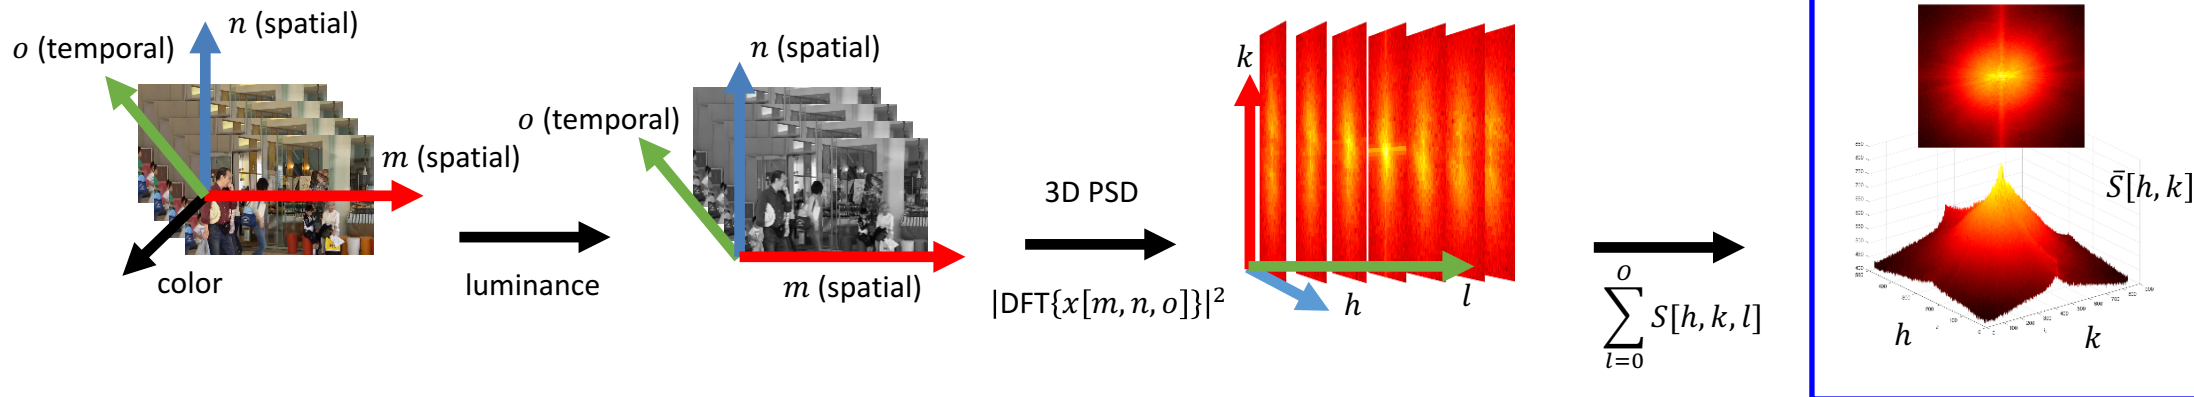 n (spatial)
o (temporal)
m (spatial)
color
luminance
n (spatial)
o (temporal)
m (spatial)
3D PSD
|DFT{x[m, n, o]}|²
k
h
l
O
∑ S[h, k, l]
l=0
S̄[h, k]
h
k